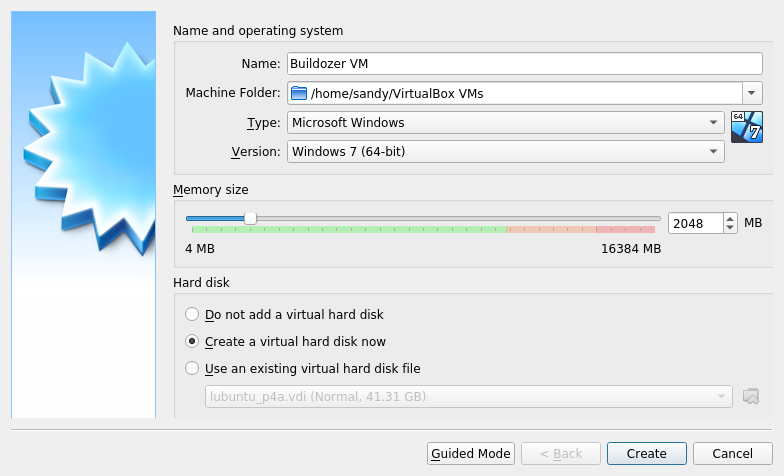 Name and operating system
Name: Buildozer VM
Machine Folder: /home/sandy/VirtualBox VMs
Type: Microsoft Windows
64
7
Version: Windows 7 (64-bit)
Memory size
2048 MB
4 MB 16384 MB
Hard disk
Do not add a virtual hard disk
Create a virtual hard disk now
Use an existing virtual hard disk file
lubuntu_p4a.vdi (Normal, 41.31 GB)
Guided Mode < Back Create Cancel